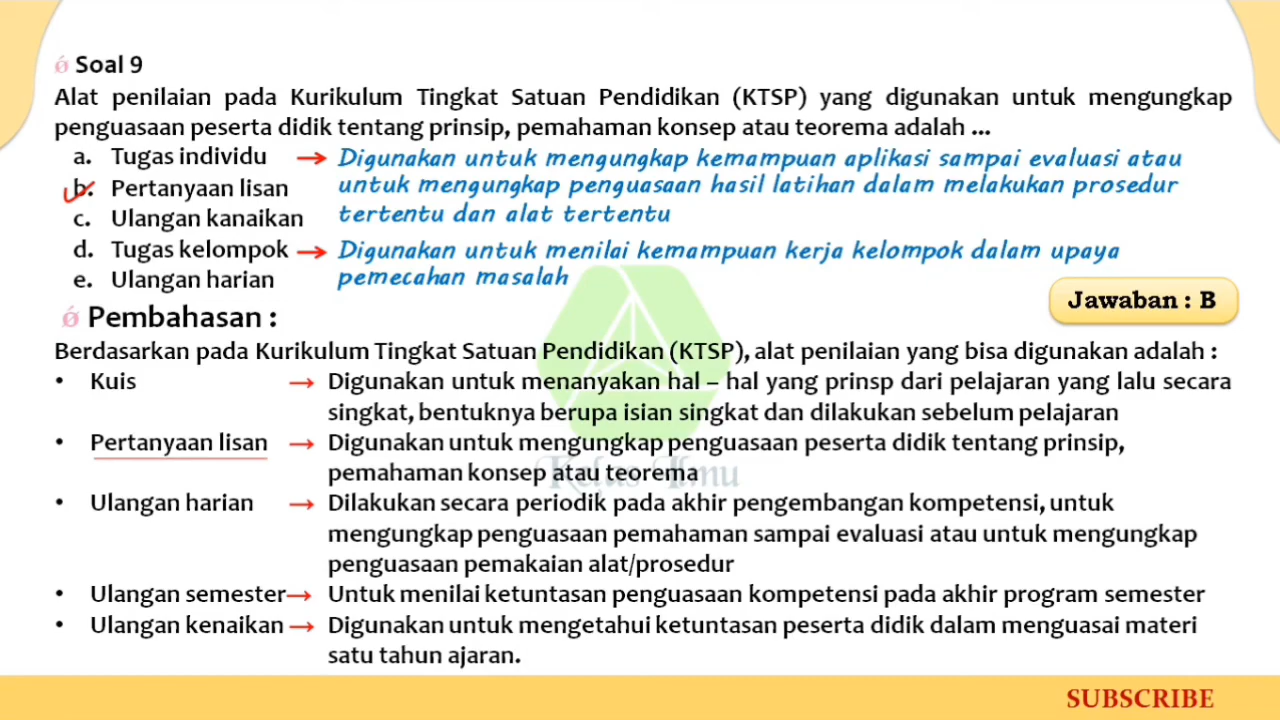 Soal 9
Alat penilaian pada Kurikulum Tingkat Satuan Pendidikan (KTSP) yang digunakan untuk mengungkap
penguasaan peserta didik tentang prinsip, pemahaman konsep atau teorema adalah ...
a. Tugas individu → Digunakan untuk mengungkap kemampuan aplikasi sampai evaluasi atau
b. Pertanyaan lisan untuk mengungkap penguasaan hasil latihan dalam melakukan prosedur
c. Ulangan kanaikan tertentu dan alat tertentu
d. Tugas kelompok → Digunakan untuk menilai kemampuan kerja kelompok dalam upaya
e. Ulangan harian pemecahan masalah
Jawaban : B
Pembahasan :
Berdasarkan pada Kurikulum Tingkat Satuan Pendidikan (KTSP), alat penilaian yang bisa digunakan adalah :
• Kuis → Digunakan untuk menanyakan hal – hal yang prinsp dari pelajaran yang lalu secara
singkat, bentuknya berupa isian singkat dan dilakukan sebelum pelajaran
• Pertanyaan lisan → Digunakan untuk mengungkap penguasaan peserta didik tentang prinsip,
pemahaman konsep atau teorema
Kelas Ilmu
• Ulangan harian → Dilakukan secara periodik pada akhir pengembangan kompetensi, untuk
mengungkap penguasaan pemahaman sampai evaluasi atau untuk mengungkap
penguasaan pemakaian alat/prosedur
• Ulangan semester → Untuk menilai ketuntasan penguasaan kompetensi pada akhir program semester
• Ulangan kenaikan → Digunakan untuk mengetahui ketuntasan peserta didik dalam menguasai materi
satu tahun ajaran.
SUBSCRIBE